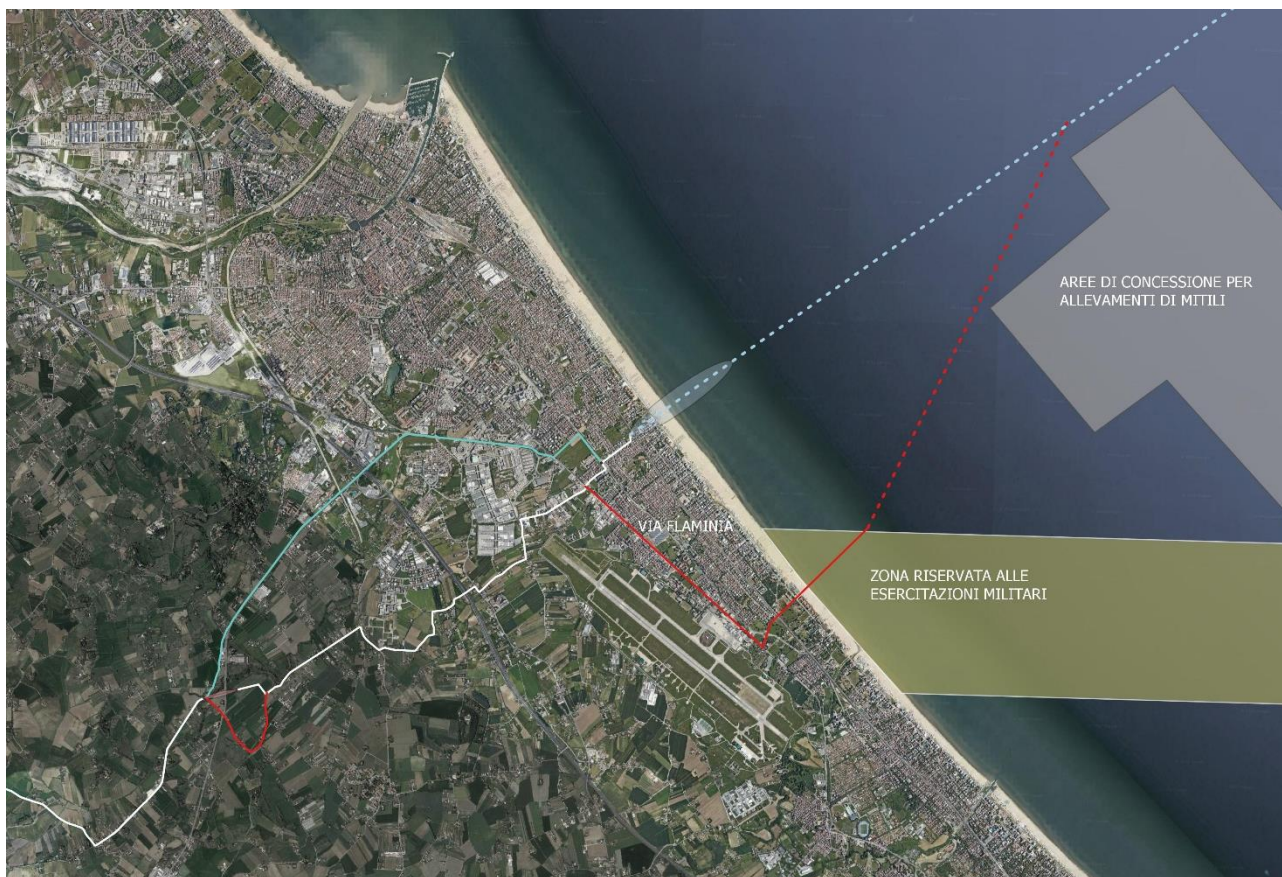 AREE DI CONCESSIONE PER
ALLEVAMENTI DI MITILI
VIA FLAMINIA
ZONA RISERVATA ALLE
ESERCITAZIONI MILITARI